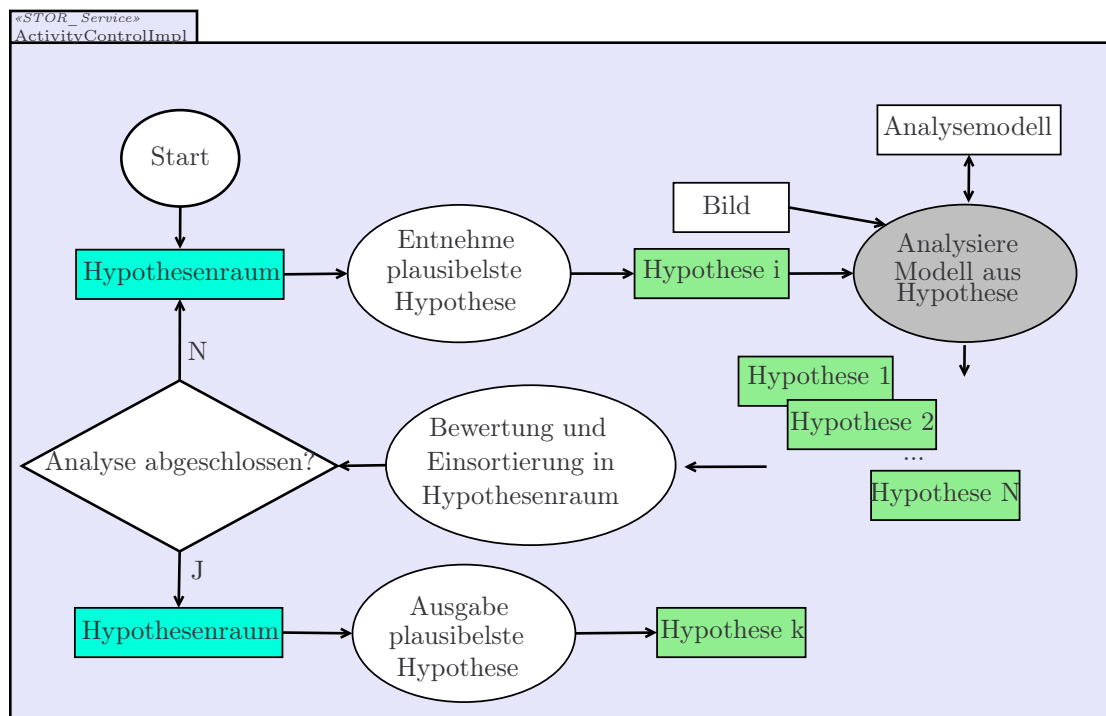 «STOR_Service»
ActivityControlImpl
Start
Analysemodell
Bild
Hypothesenraum
Entnehme
plausibelste
Hypothese
Hypothese i
Analysiere
Modell aus
Hypothese
N
Hypothese 1
Hypothese 2
...
Hypothese N
Bewertung und
Einsortierung in
Hypothesenraum
Analyse abgeschlossen?
J
Hypothesenraum
Ausgabe
plausibelste
Hypothese
Hypothese k